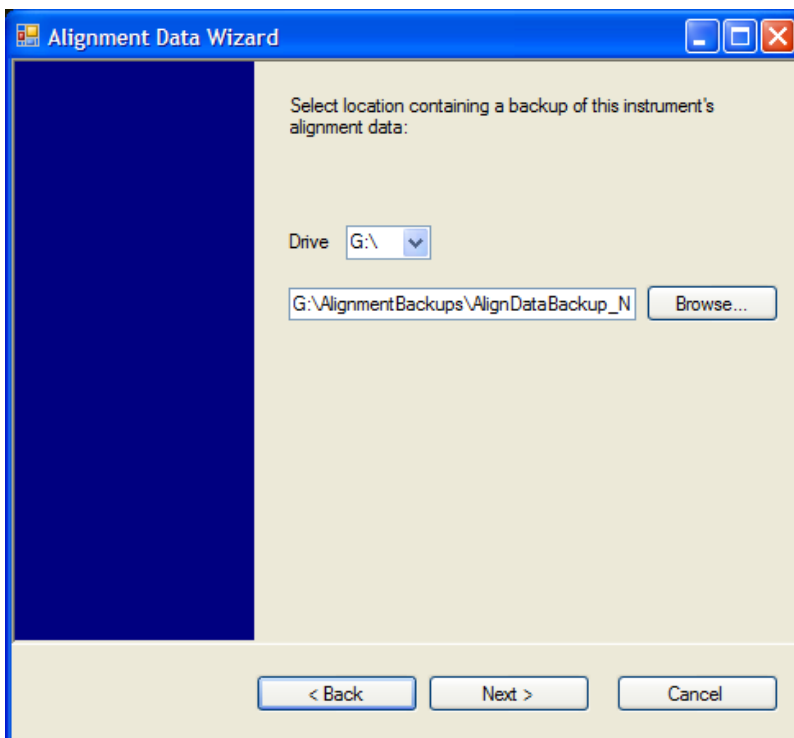 Alignment Data Wizard
Select location containing a backup of this instrument's
alignment data:
Drive G:\
G:\AlignmentBackups\AlignDataBackup_N Browse...
< Back Next > Cancel